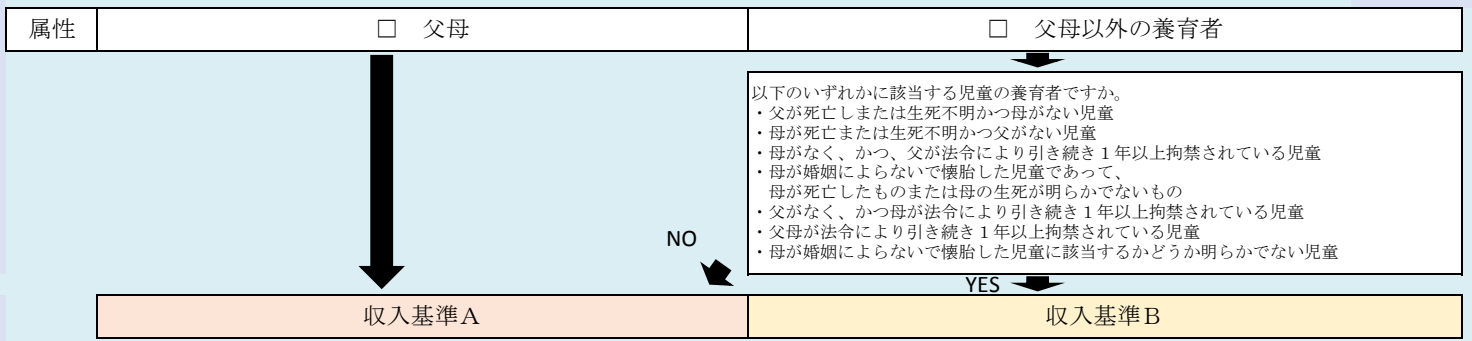 属性
□ 父母
□ 父母以外の養育者
以下のいずれかに該当する児童の養育者ですか。
・父が死亡しまたは生死不明かつ母がない児童
・母が死亡または生死不明かつ父がない児童
・母がなく、かつ、父が法令により引き続き１年以上拘禁されている児童
・母が婚姻によらないで懐胎した児童であって、
母が死亡したものまたは母の生死が明らかでないもの
・父がなく、かつ母が法令により引き続き１年以上拘禁されている児童
・父母が法令により引き続き１年以上拘禁されている児童
・母が婚姻によらないで懐胎した児童に該当するかどうか明らかでない児童
NO
YES
収入基準A
収入基準B